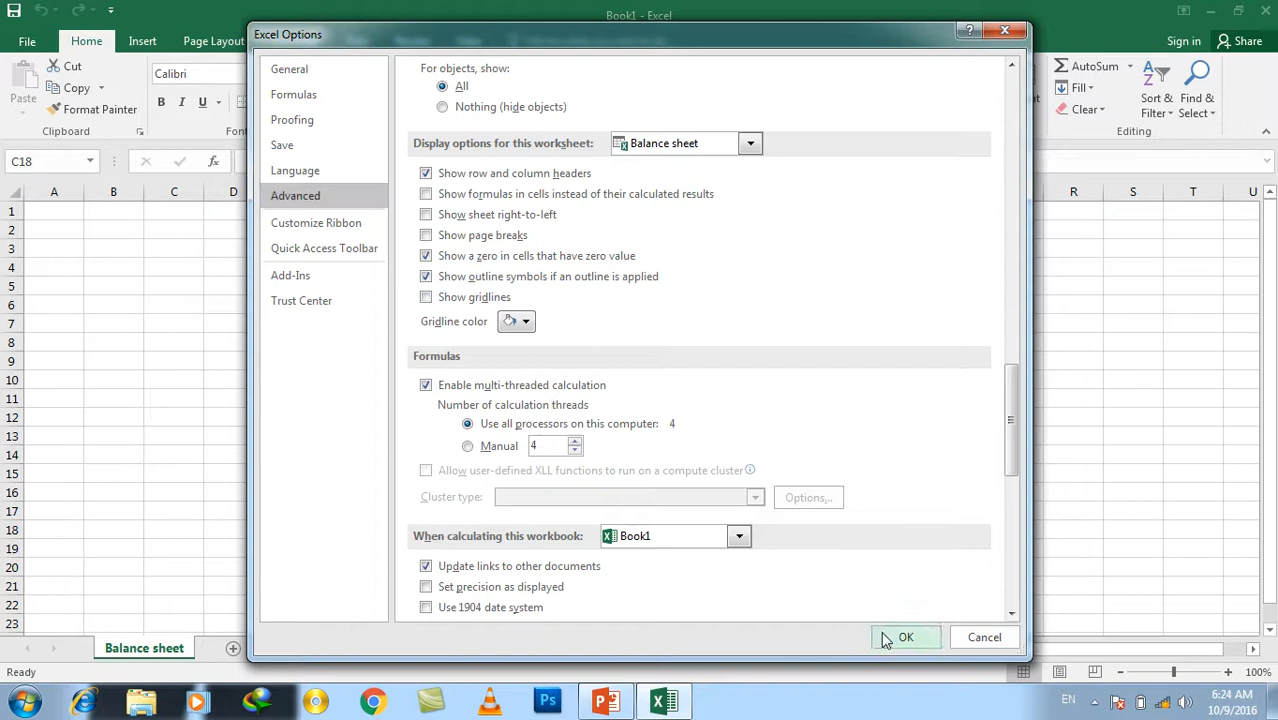 Book1 - Excel
File Home Insert Page Layout Sign in Share
Excel Options
Cut
Copy
Format Painter
Paste
Clipboard
Calibri
B I U
AutoSum
Fill
Clear
Sort & Filter
Find & Select
Editing
C18
A B C D R S T U
1
2
3
4
5
6
7
8
9
10
11
12
13
14
15
16
17
18
19
20
21
22
23
General
Formulas
Proofing
Save
Language
Advanced
Customize Ribbon
Quick Access Toolbar
Add-Ins
Trust Center
For objects, show:
All
Nothing (hide objects)
Display options for this worksheet: Balance sheet
Show row and column headers
Show formulas in cells instead of their calculated results
Show sheet right-to-left
Show page breaks
Show a zero in cells that have zero value
Show outline symbols if an outline is applied
Show gridlines
Gridline color
Formulas
Enable multi-threaded calculation
Number of calculation threads
Use all processors on this computer: 4
Manual 4
Allow user-defined XLL functions to run on a compute cluster
Cluster type: Options...
When calculating this workbook: Book1
Update links to other documents
Set precision as displayed
Use 1904 date system
OK Cancel
Balance sheet
Ready 100%
EN 6:24 AM
10/9/2016